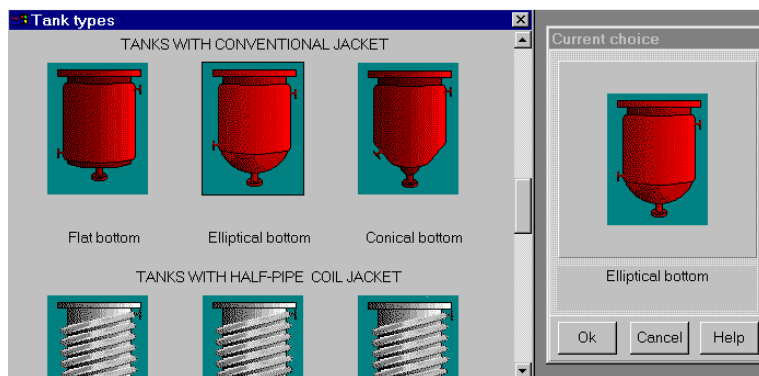 Tank types
TANKS WITH CONVENTIONAL JACKET
Flat bottom
Elliptical bottom
Conical bottom
TANKS WITH HALF-PIPE COIL JACKET
Current choice
Elliptical bottom
Ok
Cancel
Help